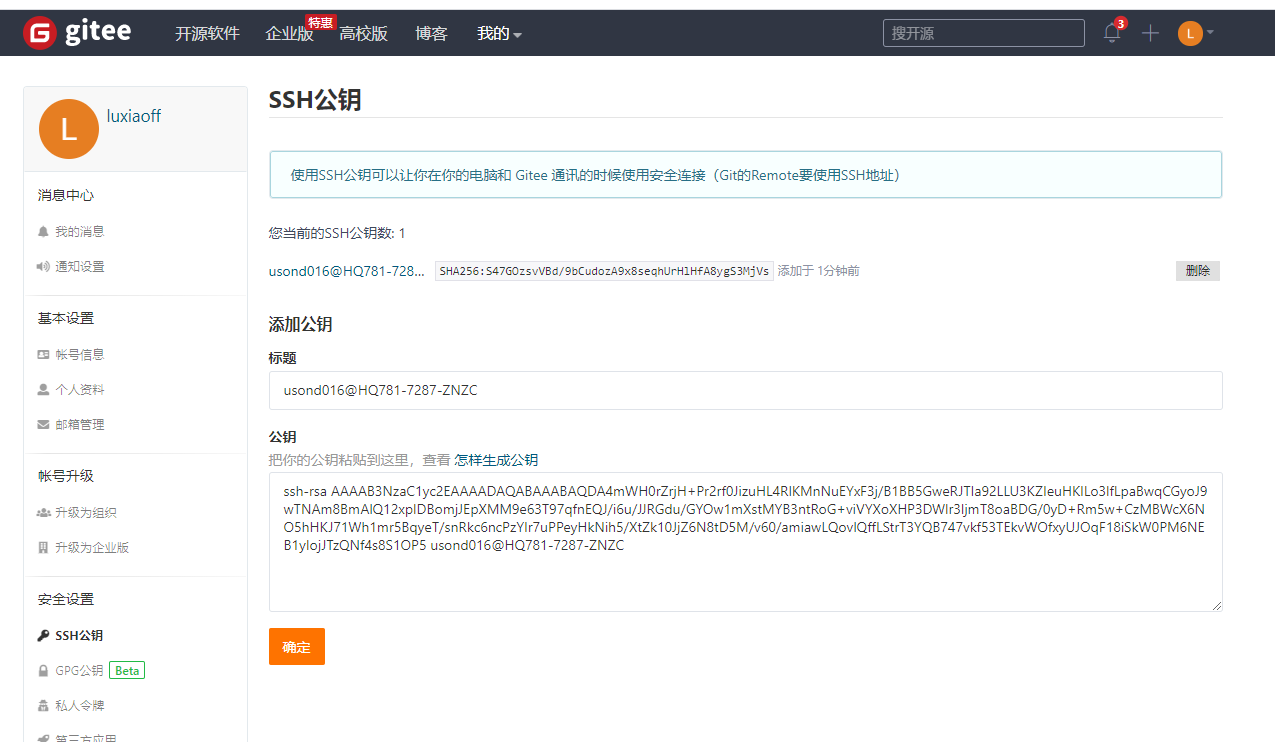 gitee
开源软件
企业版
特惠
高校版
博客
我的
搜开源
3
L
L
luxiaoff
消息中心
我的消息
通知设置
基本设置
帐号信息
个人资料
邮箱管理
帐号升级
升级为组织
升级为企业版
安全设置
SSH公钥
GPG公钥 Beta
私人令牌
第三方应用
SSH公钥
使用SSH公钥可以让你在你的电脑和 Gitee 通讯的时候使用安全连接（Git的Remote要使用SSH地址）
您当前的SSH公钥数: 1
usond016@HQ781-728... SHA256:S47GOzsvVBd/9bCudozA9x8seqhUrHlHfA8ygS3MjVs 添加于 1分钟前
删除
添加公钥
标题
usond016@HQ781-7287-ZNZC
公钥
把你的公钥粘贴到这里，查看 怎样生成公钥
ssh-rsa AAAAB3NzaC1yc2EAAAADAQABAAABAQDA4mWH0rZrjH+Pr2rf0JizuHL4RlKMnNuEYxF3j/B1BB5GweRJTIa92LLU3KZIeuHKlLo3IfLpaBwqCGyoJ9
wTNAm8BmAlQ12xpIDBomjJEpXMM9e63T97qfnEQJ/i6u/JJRGdu/GYOw1mXstMYB3ntRoG+viVYXoXHP3DWlr3IjmT8oaBDG/0yD+Rm5w+CzMBWcX6N
O5hHKJ71Wh1mr5BqyeT/snRkc6ncPzYlr7uPPeyHkNih5/XtZk10JjZ6N8tD5M/v60/amiawLQovlQffLStrT3YQB747vkf53TEkvWOfxyUJOqF18iSkW0PM6NE
B1yIojJTzQNf4s8S1OP5 usond016@HQ781-7287-ZNZC
确定